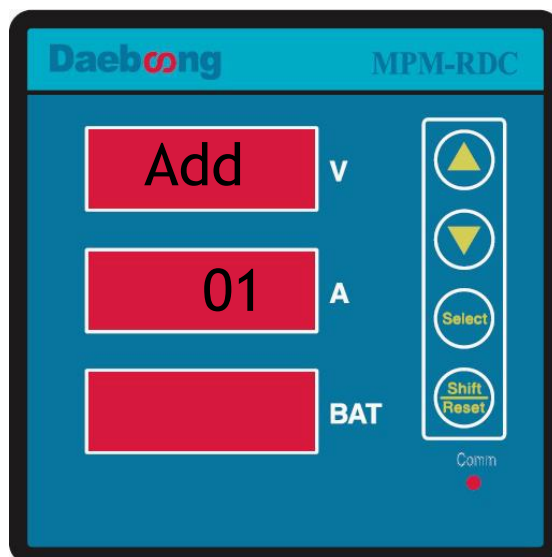 Daeboong MPM-RDC
Add V
01 A
BAT
Select
Shift
Reset
Comm